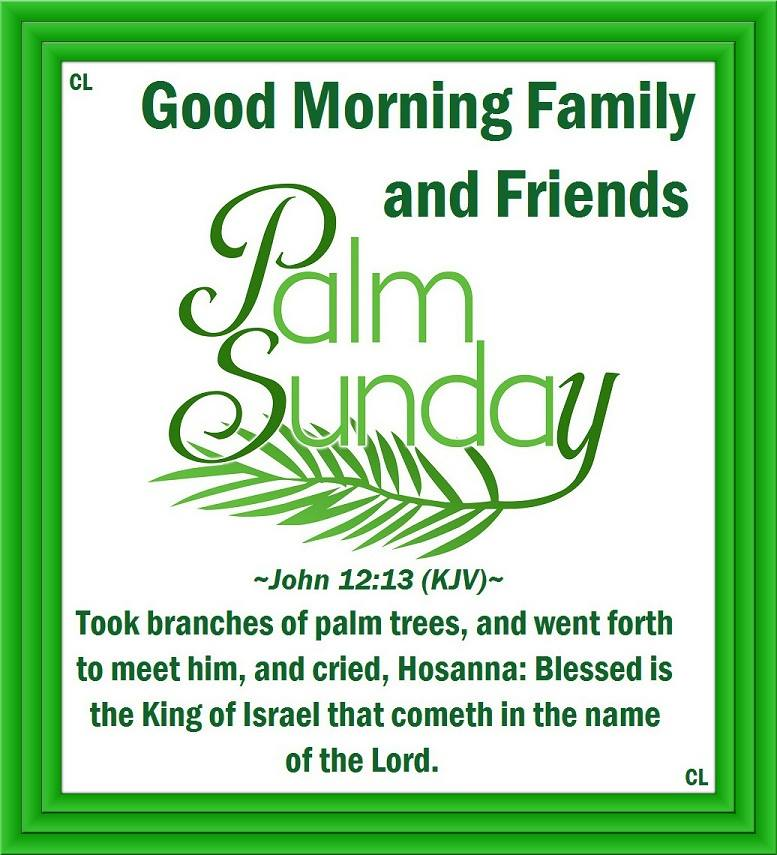 CL
Good Morning Family
and Friends
Palm
Sunday
~John 12:13 (KJV)~
Took branches of palm trees, and went forth
to meet him, and cried, Hosanna: Blessed is
the King of Israel that cometh in the name
of the Lord.
CL